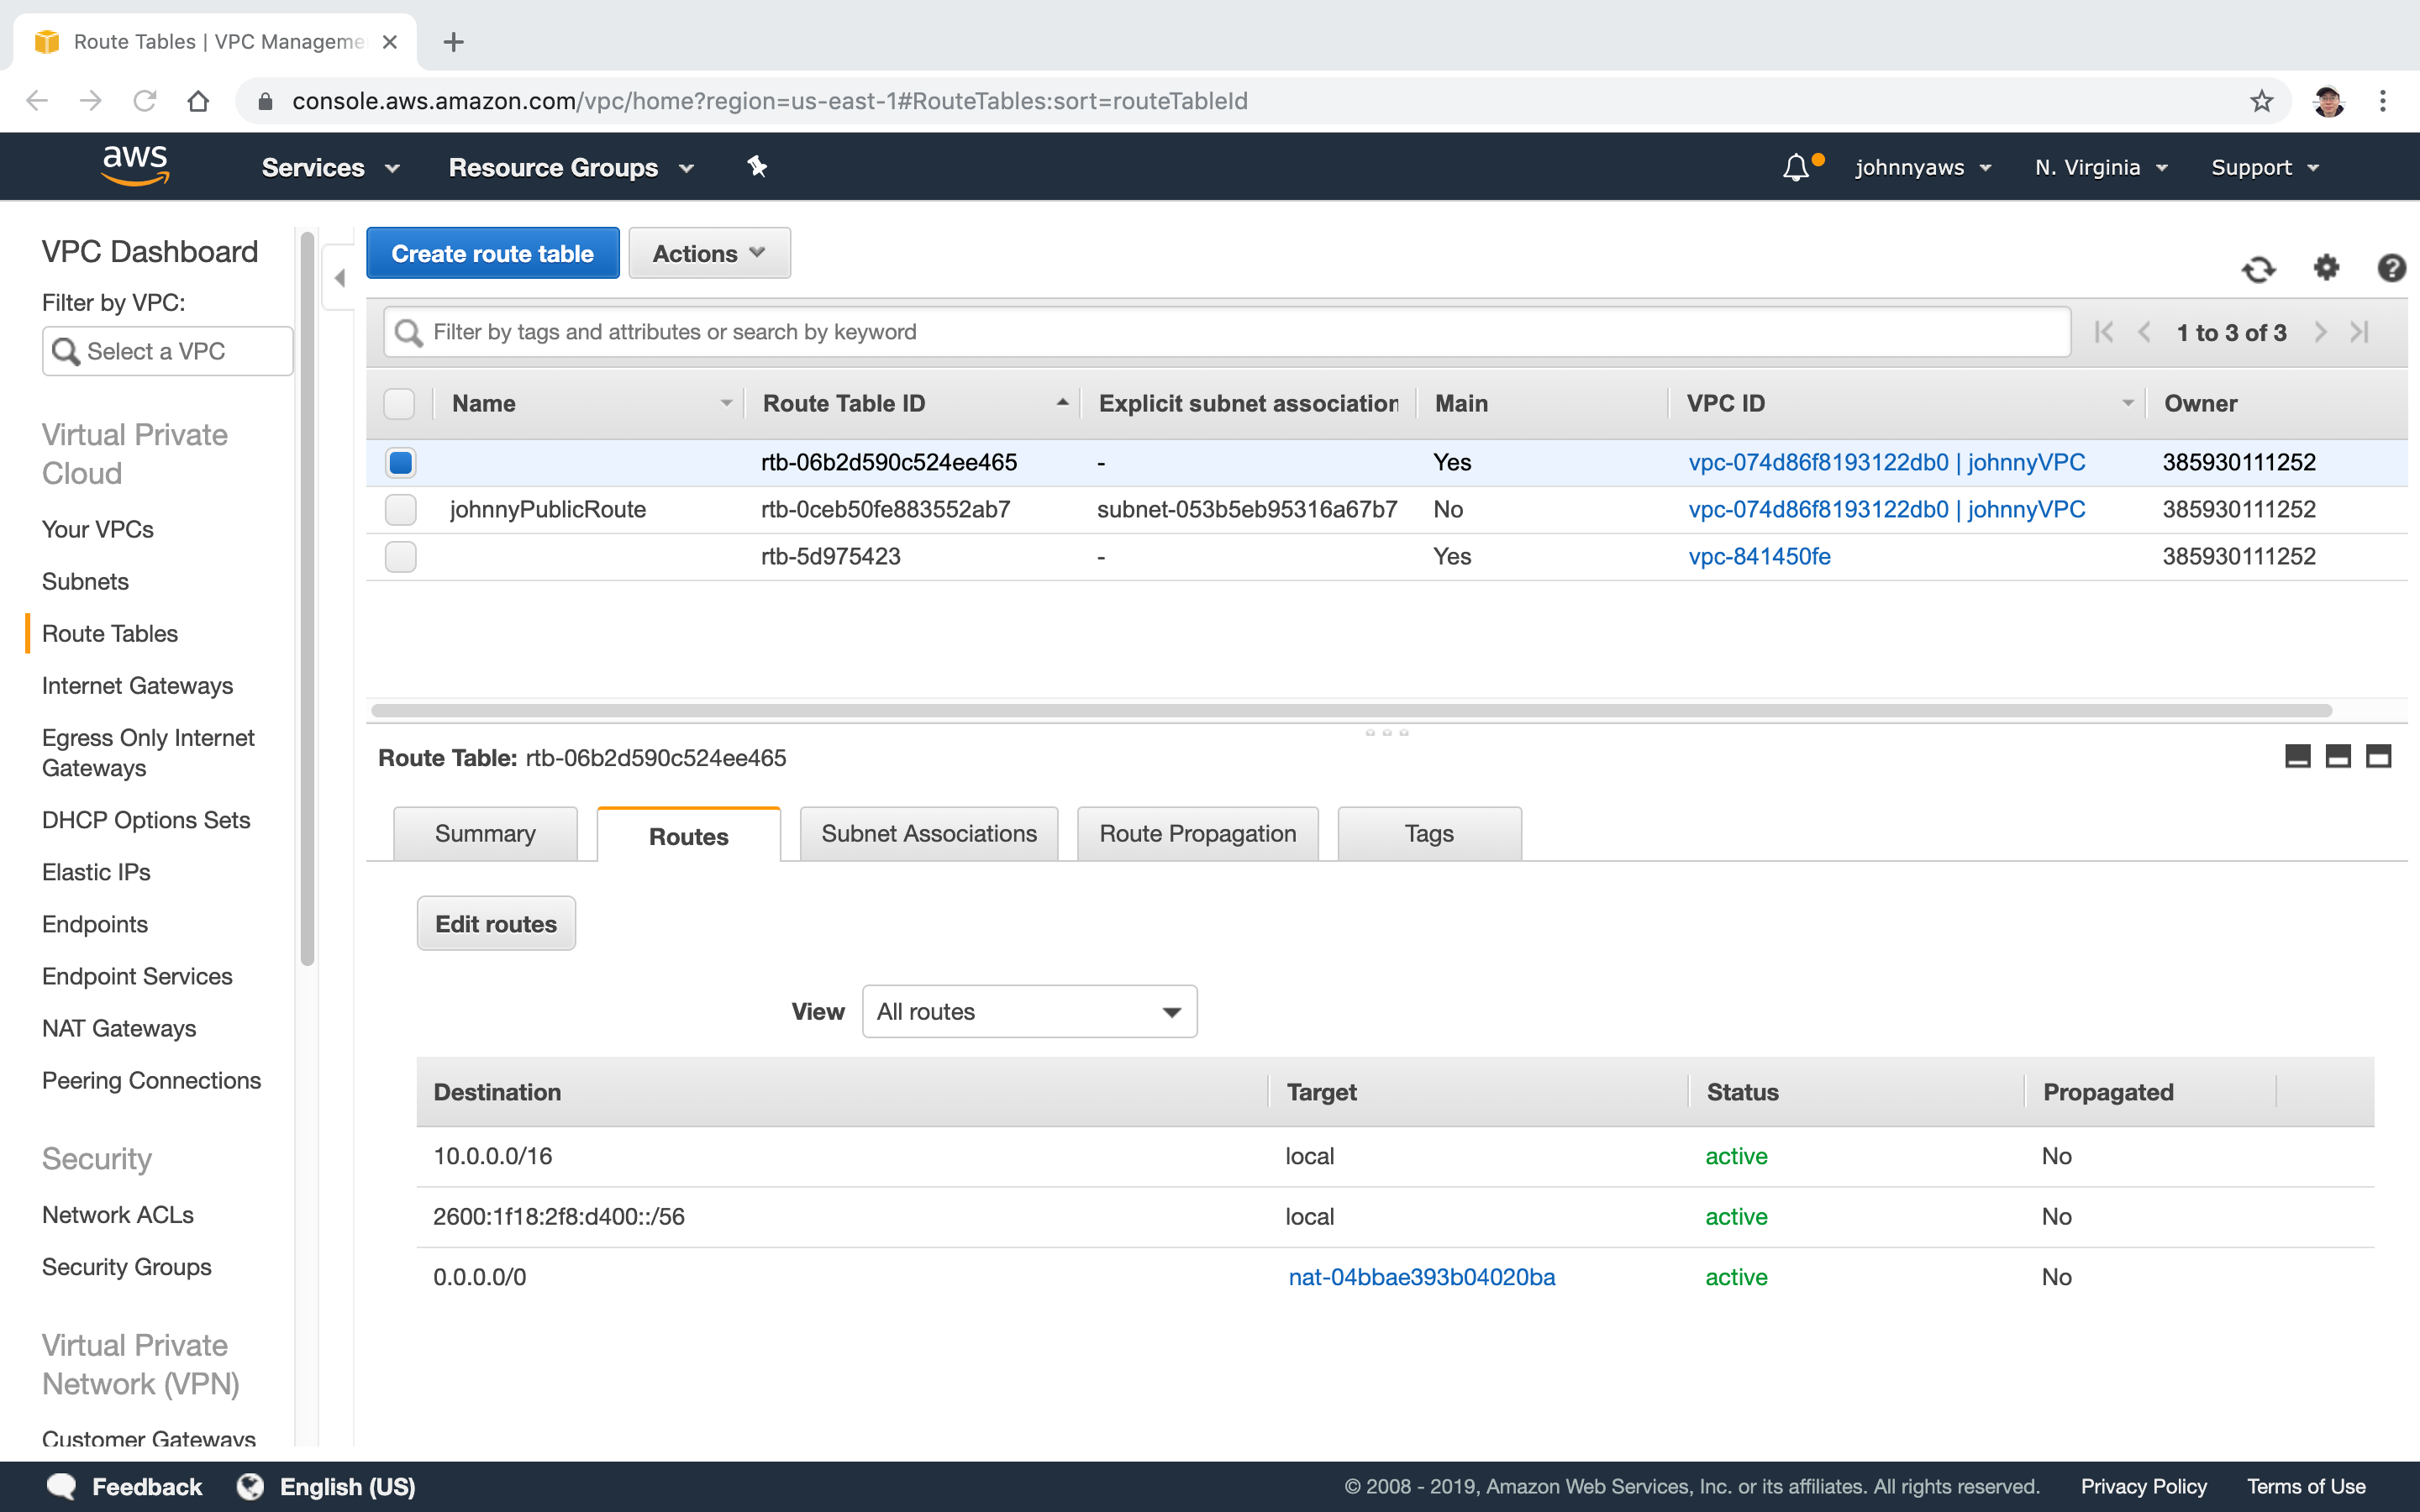 Route Tables | VPC Manageme
console.aws.amazon.com/vpc/home?region=us-east-1#RouteTables:sort=routeTableId
aws
Services
Resource Groups
johnnyaws
N. Virginia
Support
VPC Dashboard
Filter by VPC:
Select a VPC
Virtual Private
Cloud
Your VPCs
Subnets
Route Tables
Internet Gateways
Egress Only Internet
Gateways
DHCP Options Sets
Elastic IPs
Endpoints
Endpoint Services
NAT Gateways
Peering Connections
Security
Network ACLs
Security Groups
Virtual Private
Network (VPN)
Customer Gateways
Create route table
Actions
Filter by tags and attributes or search by keyword
1 to 3 of 3
Name Route Table ID Explicit subnet association Main VPC ID Owner
rtb-06b2d590c524ee465 - Yes vpc-074d86f8193122db0 | johnnyVPC 385930111252
johnnyPublicRoute rtb-0ceb50fe883552ab7 subnet-053b5eb95316a67b7 No vpc-074d86f8193122db0 | johnnyVPC 385930111252
rtb-5d975423 - Yes vpc-841450fe 385930111252
Route Table: rtb-06b2d590c524ee465
Summary
Routes
Subnet Associations
Route Propagation
Tags
Edit routes
View All routes
Destination Target Status Propagated
10.0.0.0/16 local active No
2600:1f18:2f8:d400::/56 local active No
0.0.0.0/0 nat-04bbae393b04020ba active No
Feedback
English (US)
© 2008 - 2019, Amazon Web Services, Inc. or its affiliates. All rights reserved.
Privacy Policy
Terms of Use